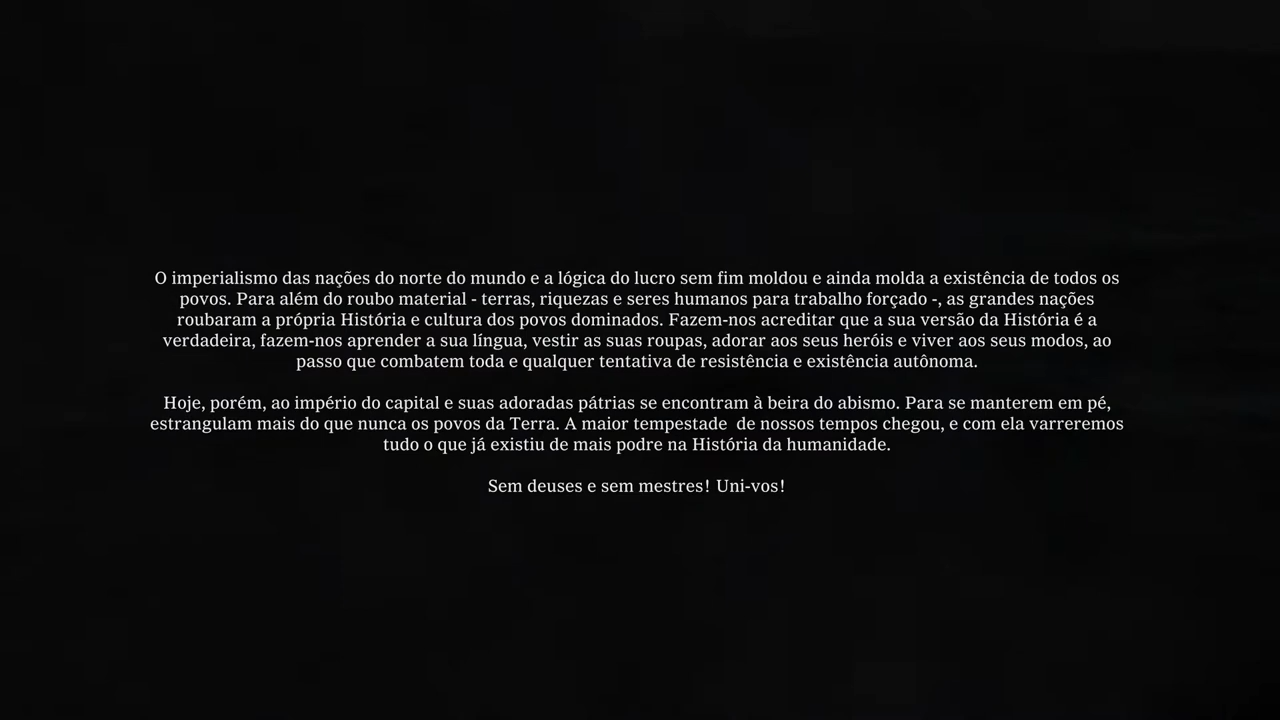 O imperialismo das nações do norte do mundo e a lógica do lucro sem fim moldou e ainda molda a existência de todos os
povos. Para além do roubo material - terras, riquezas e seres humanos para trabalho forçado -, as grandes nações
roubaram a própria História e cultura dos povos dominados. Fazem-nos acreditar que a sua versão da História é a
verdadeira, fazem-nos aprender a sua língua, vestir as suas roupas, adorar aos seus heróis e viver aos seus modos, ao
passo que combatem toda e qualquer tentativa de resistência e existência autônoma.
Hoje, porém, ao império do capital e suas adoradas pátrias se encontram à beira do abismo. Para se manterem em pé,
estrangulam mais do que nunca os povos da Terra. A maior tempestade  de nossos tempos chegou, e com ela varreremos
tudo o que já existiu de mais podre na História da humanidade.
Sem deuses e sem mestres! Uni-vos!